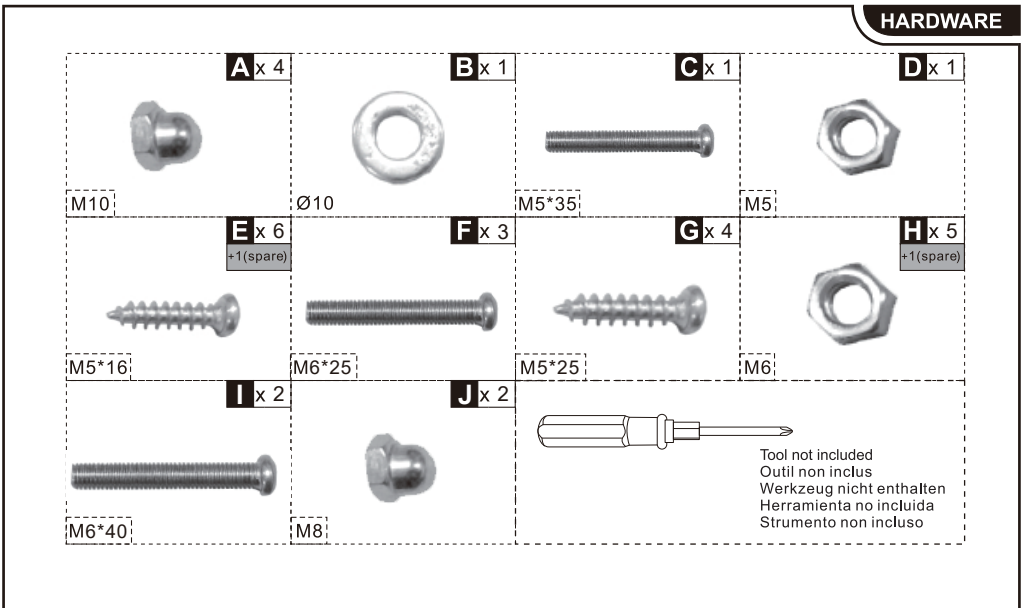 HARDWARE
A x 4
M10
B x 1
Ø10
C x 1
M5*35
D x 1
M5
E x 6
+1(spare)
M5*16
F x 3
M6*25
G x 4
M5*25
H x 5
+1(spare)
M6
I x 2
M6*40
J x 2
M8
Tool not included
Outil non inclus
Werkzeug nicht enthalten
Herramienta no incluida
Strumento non incluso